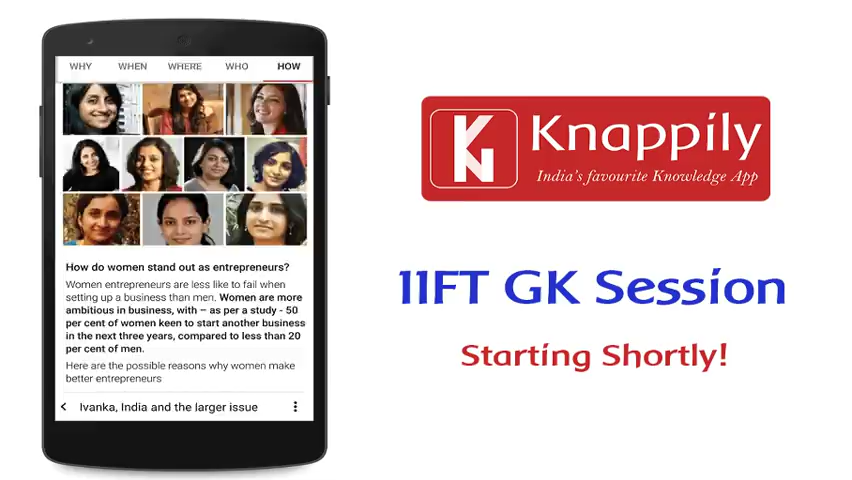 WHY WHEN WHERE WHO HOW
How do women stand out as entrepreneurs?
Women entrepreneurs are less like to fail when
setting up a business than men. Women are more
ambitious in business, with – as per a study - 50
per cent of women keen to start another business
in the next three years, compared to less than 20
per cent of men.
Here are the possible reasons why women make
better entrepreneurs
Ivanka, India and the larger issue
Knappily
India's favourite Knowledge App
IIFT GK Session
Starting Shortly!